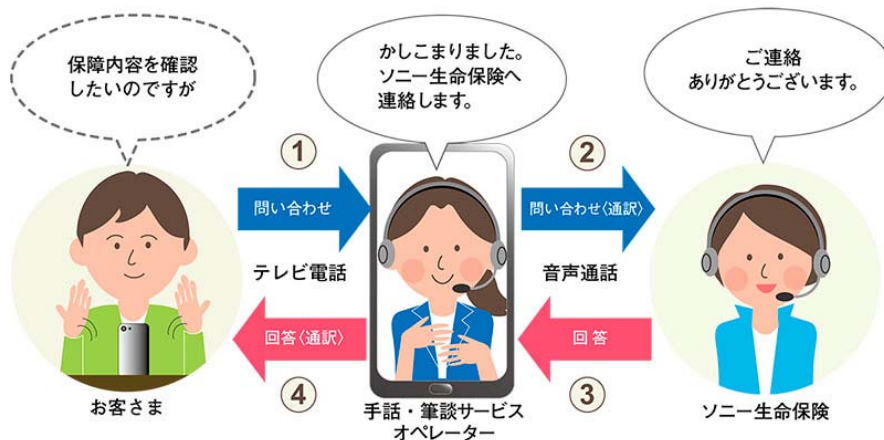 保障内容を確認
したいのですが
かしこまりました。
ソニー生命保険へ
連絡します。
ご連絡
ありがとうございます。
①
②
問い合わせ
問い合わせ〈通訳〉
テレビ電話
音声通話
回答〈通訳〉
回答
④
③
お客さま
手話・筆談サービス
オペレーター
ソニー生命保険